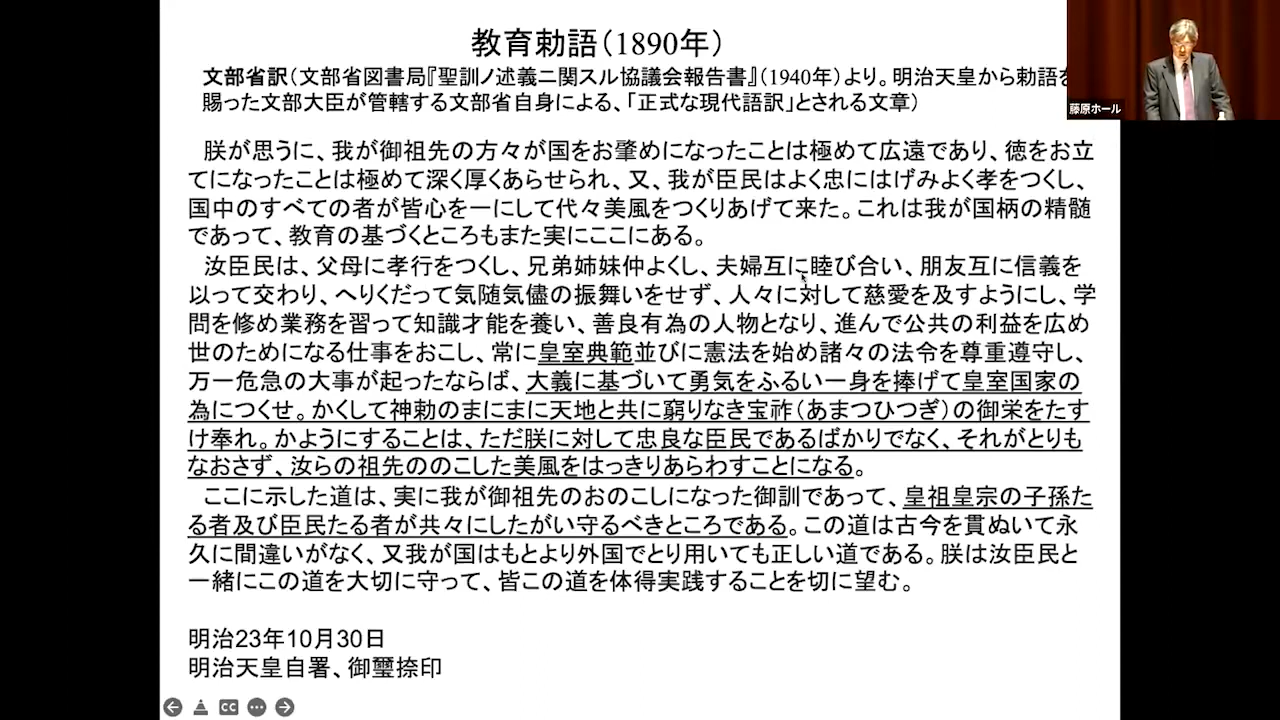 教育勅語(1890年)
文部省訳(文部省図書局『聖訓ノ述義ニ関スル協議会報告書』(1940年)より。明治天皇から勅語を
賜った文部大臣が管轄する文部省自身による、「正式な現代語訳」とされる文章)
藤原ホール
朕が思うに、我が御祖先の方々が国をお肇めになったことは極めて広遠であり、徳をお立
てになったことは極めて深く厚くあらせられ、又、我が臣民はよく忠にはげみよく孝をつくし、
国中のすべての者が皆心を一にして代々美風をつくりあげて来た。これは我が国柄の精髄
であって、教育の基づくところもまた実にここにある。
汝臣民は、父母に孝行をつくし、兄弟姉妹仲よくし、夫婦互に睦び合い、朋友互に信義を
以って交わり、へりくだって気随気儘の振舞いをせず、人々に対して慈愛を及すようにし、学
問を修め業務を習って知識才能を養い、善良有為の人物となり、進んで公共の利益を広め
世のためになる仕事をおこし、常に皇室典範並びに憲法を始め諸々の法令を尊重遵守し、
万一危急の大事が起ったならば、大義に基づいて勇気をふるい一身を捧げて皇室国家の
為につくせ。かくして神勅のまにまに天地と共に窮りなき宝祚(あまつひつぎ)の御栄をたす
け奉れ。かようにすることは、ただ朕に対して忠良な臣民であるばかりでなく、それがとりも
なおさず、汝らの祖先ののこした美風をはっきりあらわすことになる。
ここに示した道は、実に我が御祖先のおのこしになった御訓であって、皇祖皇宗の子孫た
る者及び臣民たる者が共々にしたがい守るべきところである。この道は古今を貫ぬいて永
久に間違いがなく、又我が国はもとより外国でとり用いても正しい道である。朕は汝臣民と
一緒にこの道を大切に守って、皆この道を体得実践することを切に望む。
明治23年10月30日
明治天皇自署、御璽捺印
CC